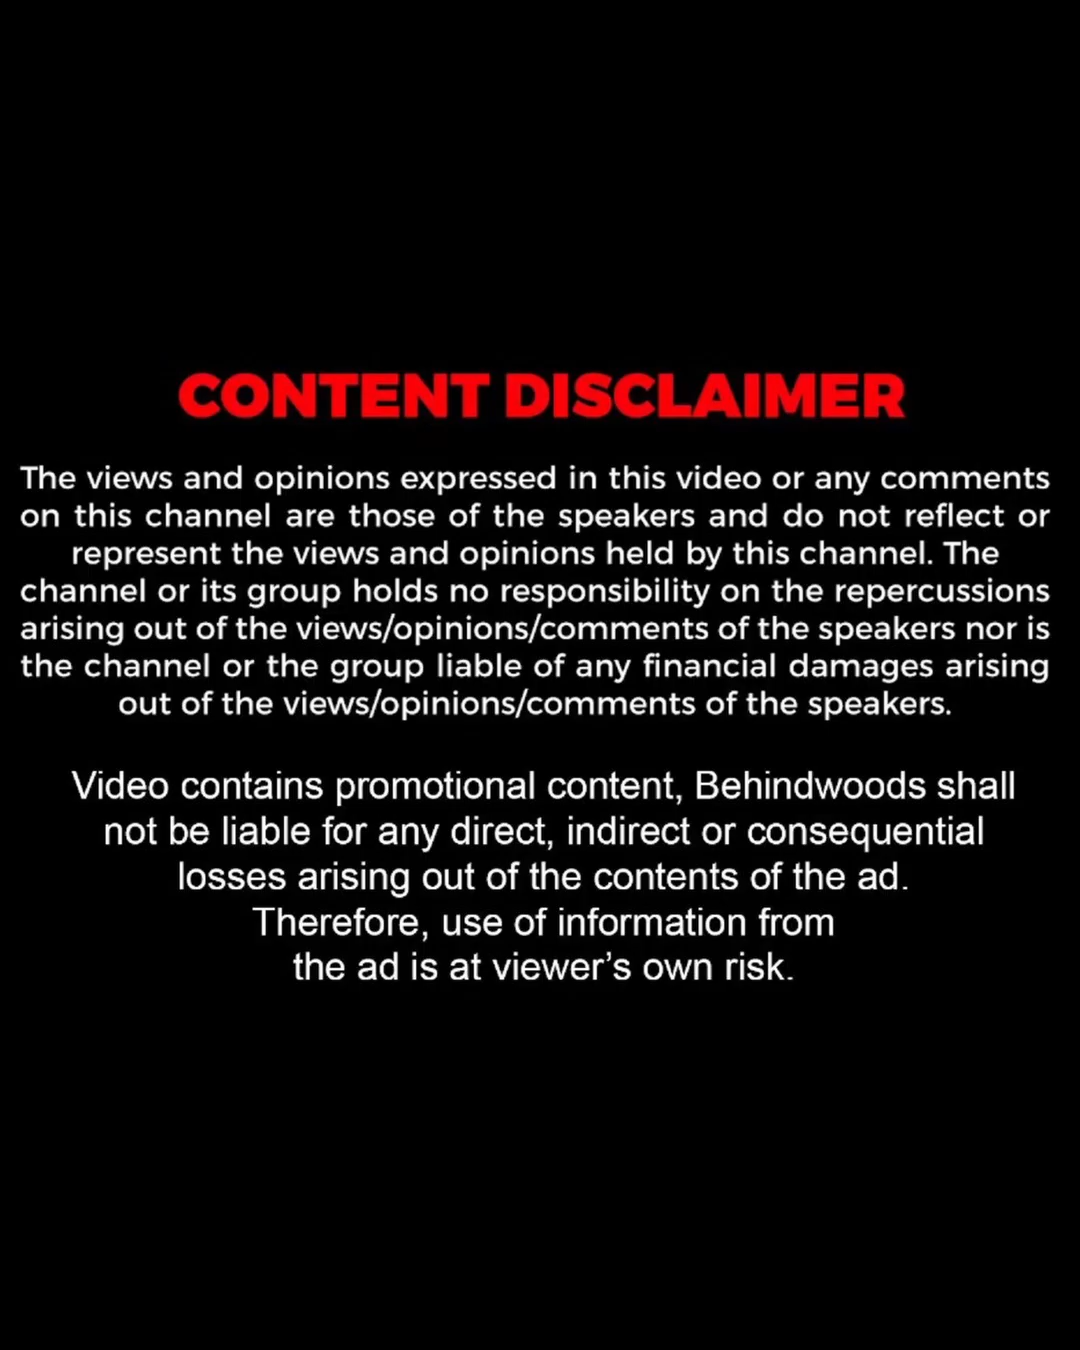 CONTENT DISCLAIMER
The views and opinions expressed in this video or any comments
on this channel are those of the speakers and do not reflect or
represent the views and opinions held by this channel. The
channel or its group holds no responsibility on the repercussions
arising out of the views/opinions/comments of the speakers nor is
the channel or the group liable of any financial damages arising
out of the views/opinions/comments of the speakers.
Video contains promotional content, Behindwoods shall
not be liable for any direct, indirect or consequential
losses arising out of the contents of the ad.
Therefore, use of information from
the ad is at viewer’s own risk.